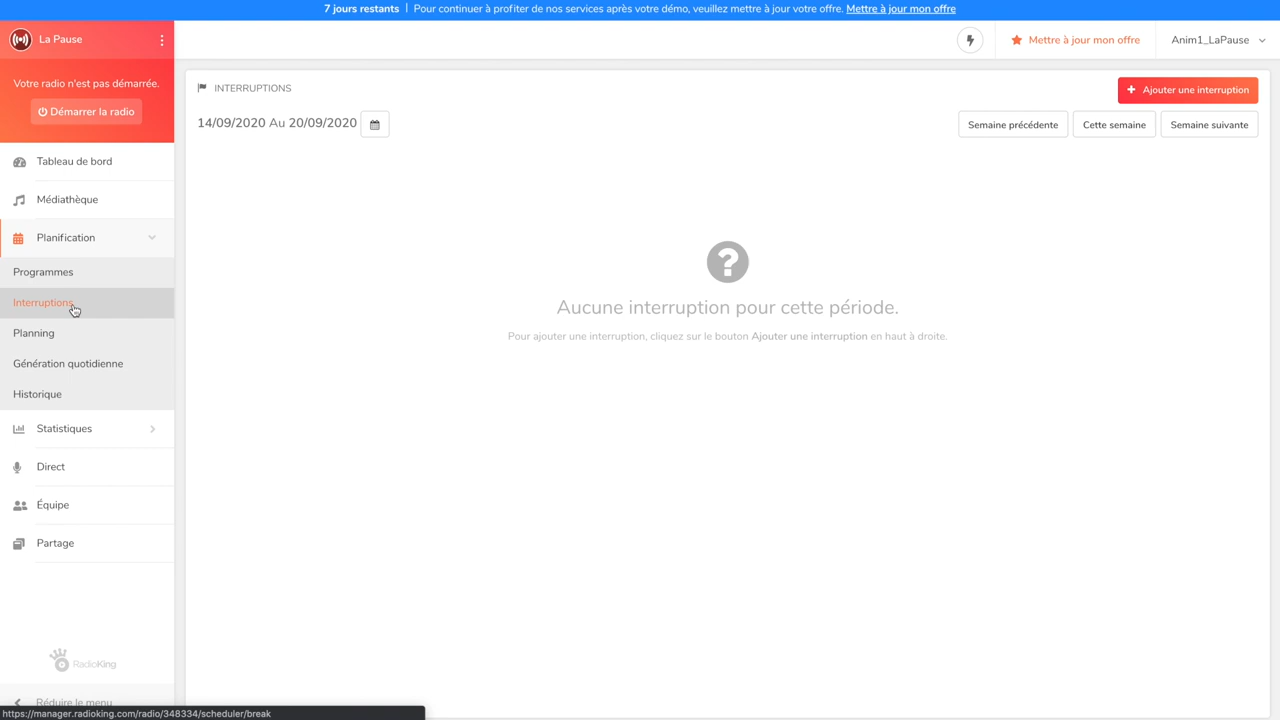 7 jours restants | Pour continuer à profiter de nos services après votre démo, veuillez mettre à jour votre offre. Mettre à jour mon offre
La Pause
Mettre à jour mon offre
Anim1_LaPause
Votre radio n'est pas démarrée.
Démarrer la radio
INTERRUPTIONS
+ Ajouter une interruption
14/09/2020 Au 20/09/2020
Semaine précédente
Cette semaine
Semaine suivante
Tableau de bord
Médiathèque
Planification
Programmes
Interruptions
Planning
Génération quotidienne
Historique
Statistiques
Direct
Équipe
Partage
?
Aucune interruption pour cette période.
Pour ajouter une interruption, cliquez sur le bouton Ajouter une interruption en haut à droite.
RadioKing
Réduire le menu
https://manager.radioking.com/radio/348334/scheduler/break